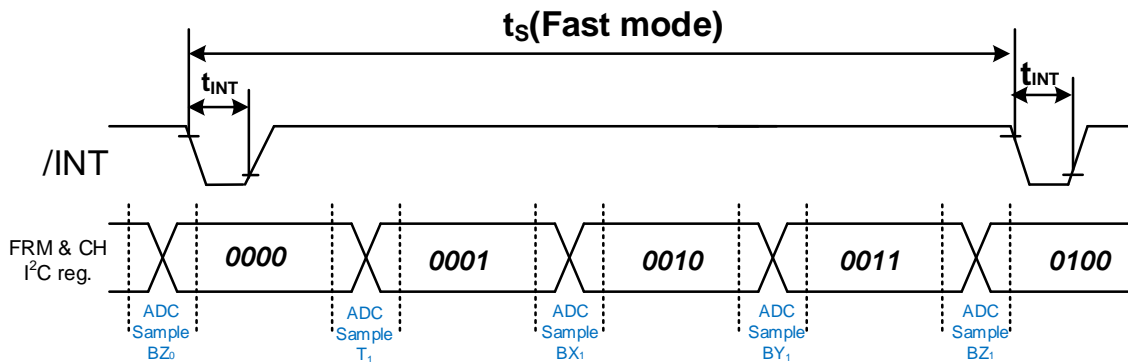 tS(Fast mode)
tINT
tINT
/INT
FRM & CH
I²C reg.
0000
0001
0010
0011
0100
ADC
Sample
BZ₀
ADC
Sample
T₁
ADC
Sample
BX₁
ADC
Sample
BY₁
ADC
Sample
BZ₁